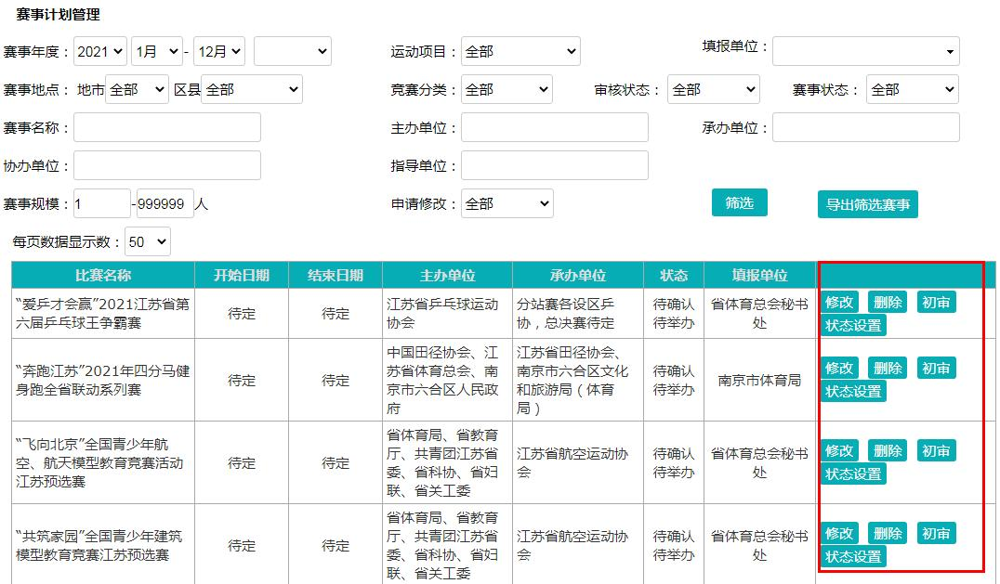 赛事计划管理
赛事年度： 2021 1月 - 12月 运动项目： 全部 填报单位：
赛事地点： 地市 全部 区县 全部 竞赛分类： 全部 审核状态： 全部 赛事状态： 全部
赛事名称： 主办单位： 承办单位：
协办单位： 指导单位：
赛事规模： 1 - 999999 人 申请修改： 全部 筛选 导出筛选赛事
每页数据显示数： 50
比赛名称 开始日期 结束日期 主办单位 承办单位 状态 填报单位
“爱乒才会赢”2021江苏省第
六届乒乓球王争霸赛
待定
待定
江苏省乒乓球运动
协会
分站赛各设区乒
协，总决赛待定
待确认
待举办
省体育总会秘书
处
修改 删除 初审
状态设置
“奔跑江苏”2021年四分马健
身跑全省联动系列赛
待定
待定
中国田径协会、江
苏省体育总会、南
京市六合区人民政
府
江苏省田径协会、
南京市六合区文化
和旅游局（体育
局）
待确认
待举办
南京市体育局
修改 删除 初审
状态设置
“飞向北京”全国青少年航
空、航天模型教育竞赛活动
江苏预选赛
待定
待定
省体育局、省教育
厅、共青团江苏省
委、省科协、省妇
联、省关工委
江苏省航空运动协
会
待确认
待举办
省体育总会秘书
处
修改 删除 初审
状态设置
“共筑家园”全国青少年建筑
模型教育竞赛江苏预选赛
待定
待定
省体育局、省教育
厅、共青团江苏省
委、省科协、省妇
联、省关工委
江苏省航空运动协
会
待确认
待举办
省体育总会秘书
处
修改 删除 初审
状态设置